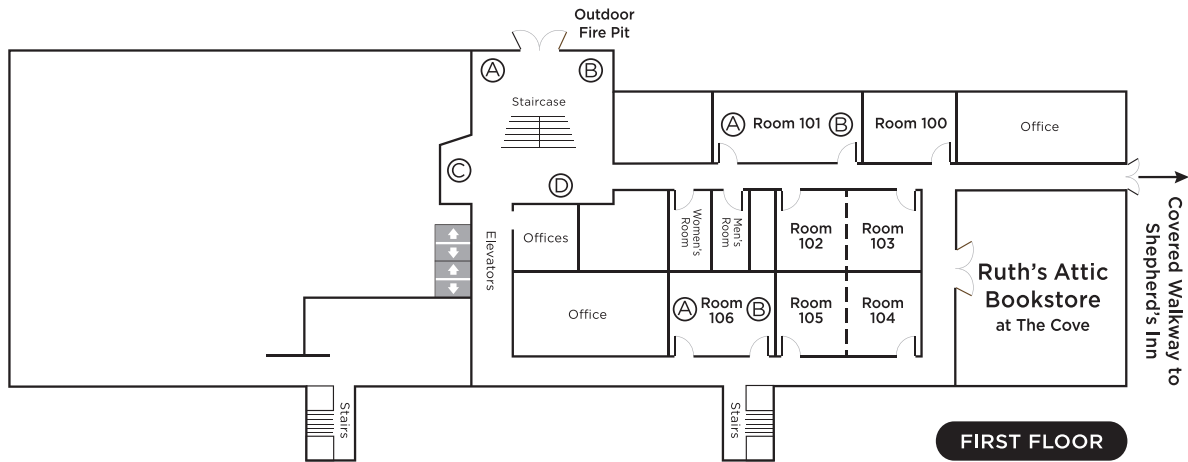 Outdoor
Fire Pit
A
B
Staircase
C
D
A Room 101 B
Room 100
Office
Women's
Room
Men's
Room
Room
102
Room
103
Elevators
Offices
Office
A Room B
106
Room
105
Room
104
Ruth's Attic
Bookstore
at The Cove
Covered Walkway to
Shepherd's Inn
Stairs
Stairs
FIRST FLOOR